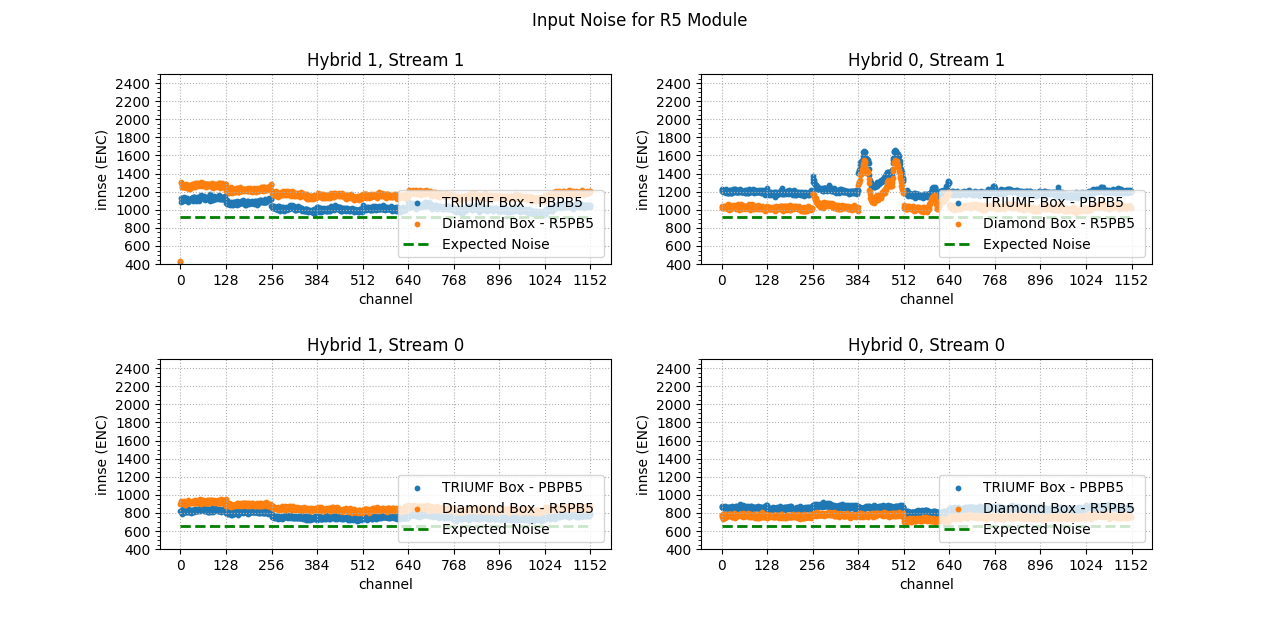 Input Noise for R5 Module
Hybrid 1, Stream 1
innse (ENC)
2400
2200
2000
1800
1600
1400
1200
1000
800
600
400
TRIUMF Box - PBPB5
Diamond Box - R5PB5
Expected Noise
0 128 256 384 512 640 768 896 1024 1152
channel
Hybrid 0, Stream 1
innse (ENC)
2400
2200
2000
1800
1600
1400
1200
1000
800
600
400
TRIUMF Box - PBPB5
Diamond Box - R5PB5
Expected Noise
0 128 256 384 512 640 768 896 1024 1152
channel
Hybrid 1, Stream 0
innse (ENC)
2400
2200
2000
1800
1600
1400
1200
1000
800
600
400
TRIUMF Box - PBPB5
Diamond Box - R5PB5
Expected Noise
0 128 256 384 512 640 768 896 1024 1152
channel
Hybrid 0, Stream 0
innse (ENC)
2400
2200
2000
1800
1600
1400
1200
1000
800
600
400
TRIUMF Box - PBPB5
Diamond Box - R5PB5
Expected Noise
0 128 256 384 512 640 768 896 1024 1152
channel